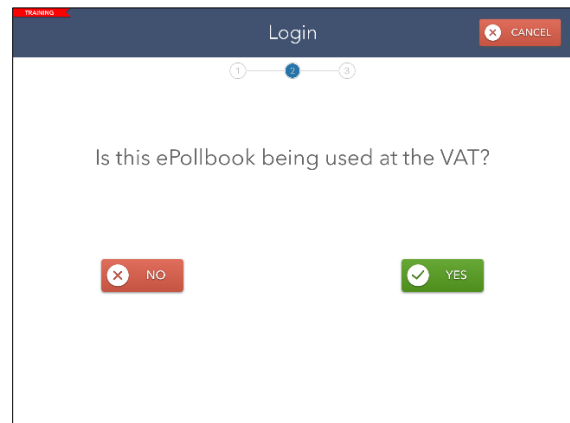 TRAINING
Login
CANCEL
1 2 3
Is this ePollbook being used at the VAT?
NO
YES